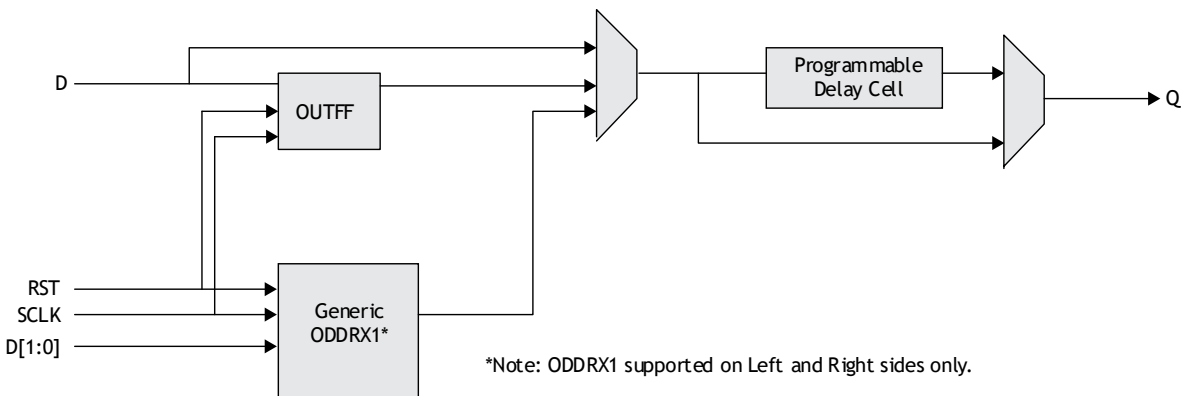 Programmable
Delay Cell
D
OUTFF
Q
RST
SCLK
D[1:0]
Generic
ODDRX1*
*Note: ODDRX1 supported on Left and Right sides only.